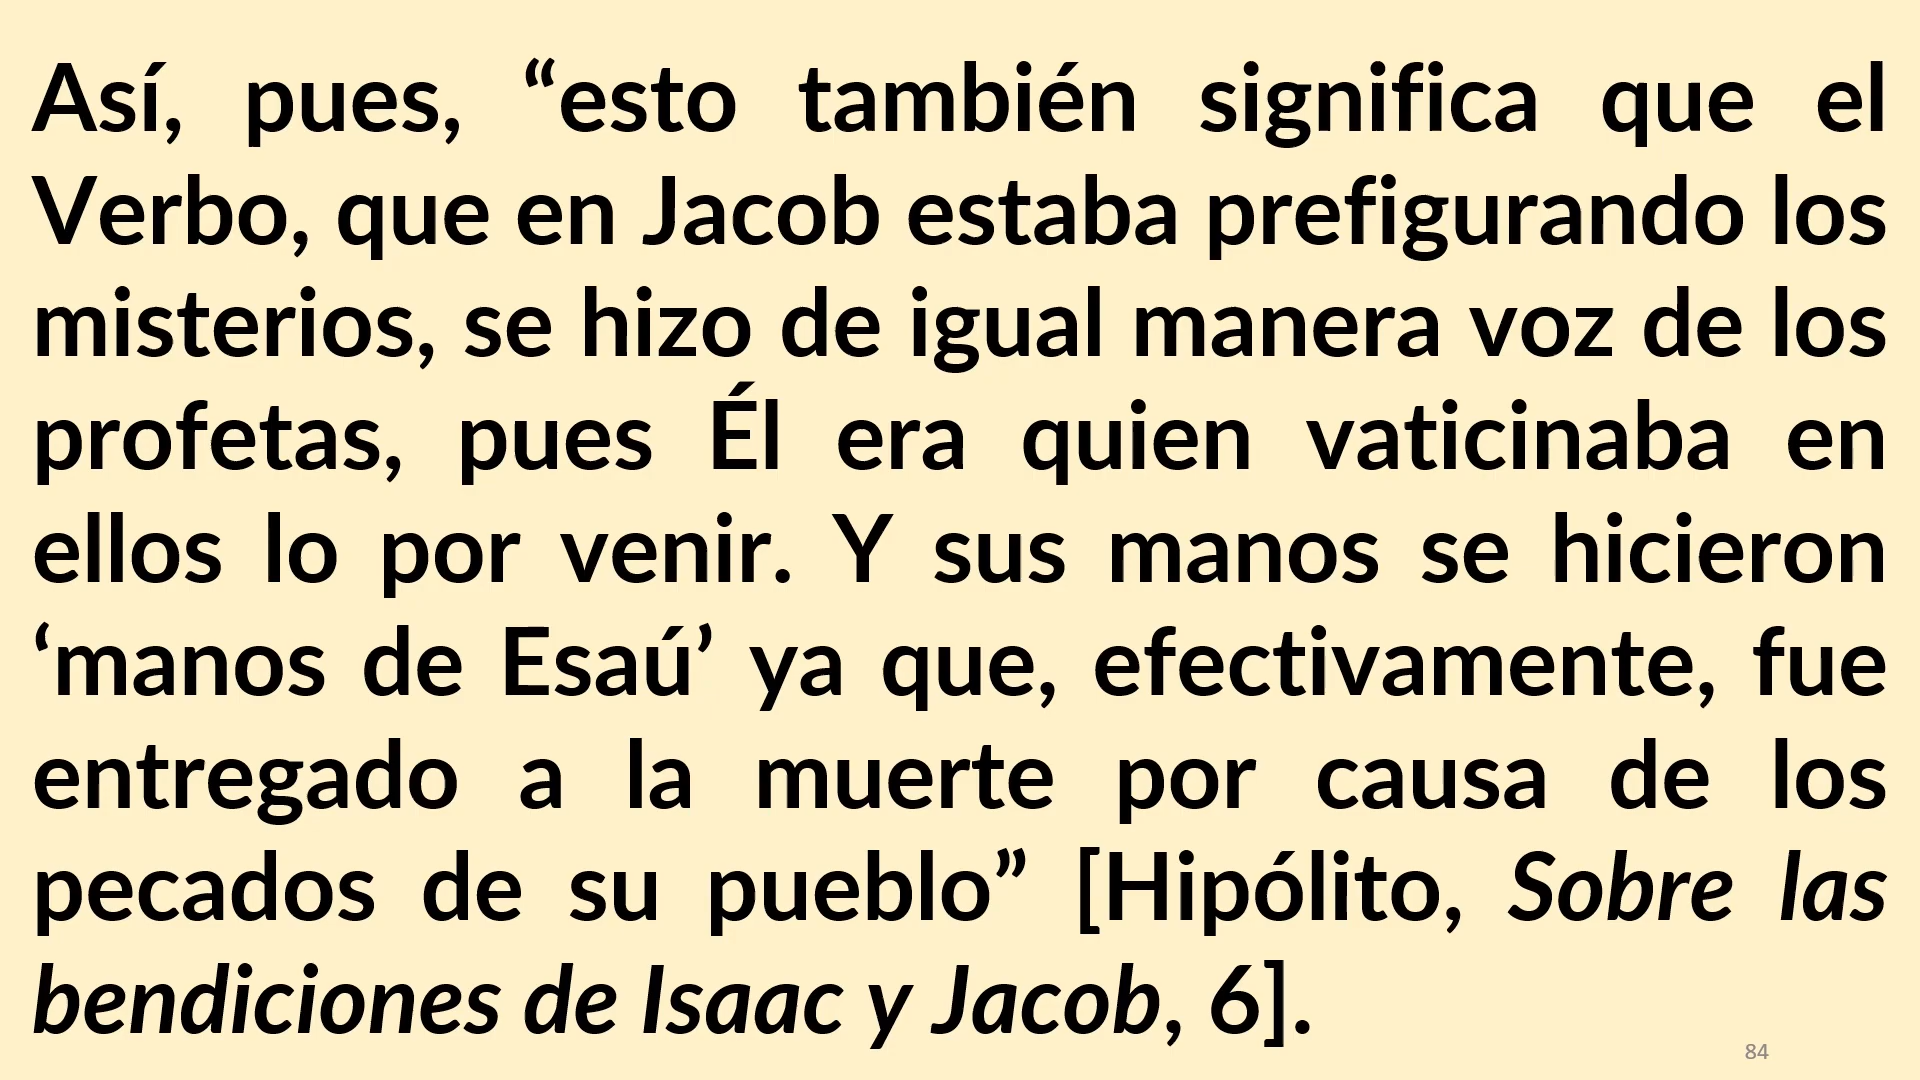 Así, pues, “esto también significa que el
Verbo, que en Jacob estaba prefigurando los
misterios, se hizo de igual manera voz de los
profetas, pues Él era quien vaticinaba en
ellos lo por venir. Y sus manos se hicieron
‘manos de Esaú’ ya que, efectivamente, fue
entregado a la muerte por causa de los
pecados de su pueblo” [Hipólito, Sobre las
bendiciones de Isaac y Jacob, 6].
84